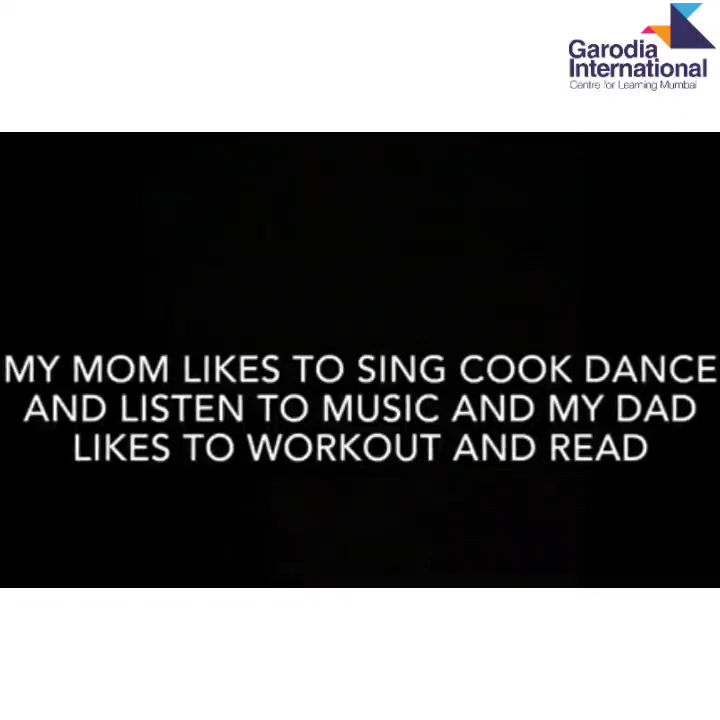 Garodia
International
Centre for Learning Mumbai
MY MOM LIKES TO SING COOK DANCE
AND LISTEN TO MUSIC AND MY DAD
LIKES TO WORKOUT AND READ